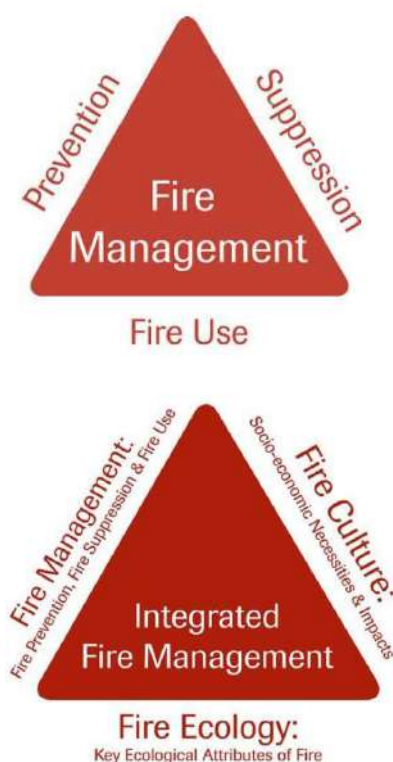 Prevention
Suppression
Fire
Management
Fire Use
Fire Management:
Fire Prevention, Fire Suppression & Fire Use
Fire Culture:
Socio-economic Necessities & Impacts
Integrated
Fire Management
Fire Ecology:
Key Ecological Attributes of Fire